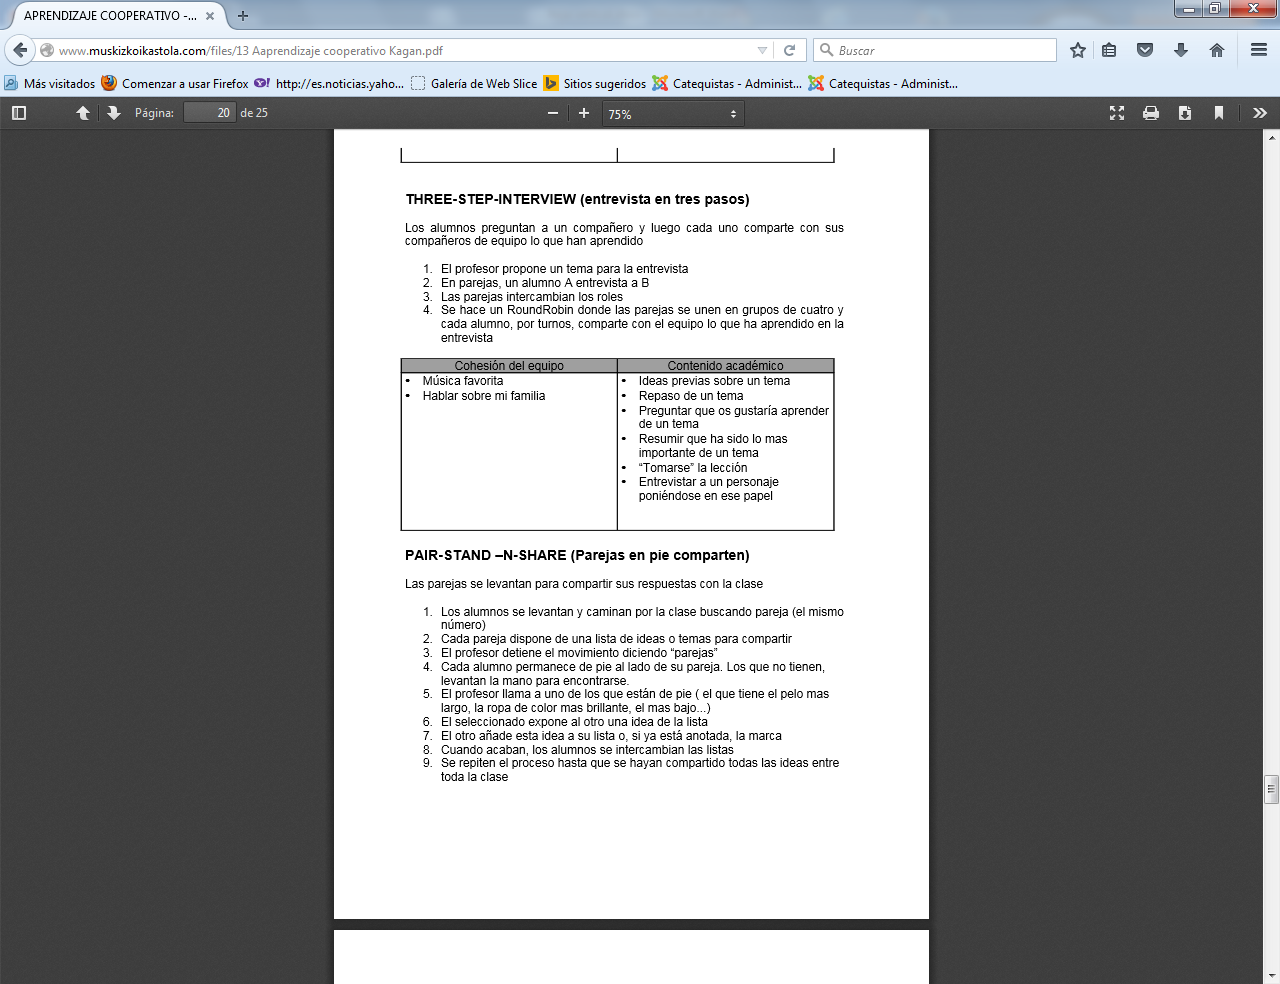 APRENDIZAJE COOPERATIVO -...
www.muskizkoikastola.com/files/13 Aaprendizaje cooperativo Kagan.pdf
Buscar
Más visitados
Comenzar a usar Firefox
http://es.noticias.yaho...
Galería de Web Slice
Sitios sugeridos
Catequistas - Administ...
Catequistas - Administ...
Página: 20 de 25
75%
THREE-STEP-INTERVIEW (entrevista en tres pasos)
Los alumnos preguntan a un compañero y luego cada uno comparte con sus
compañeros de equipo lo que han aprendido
1. El profesor propone un tema para la entrevista
2. En parejas, un alumno A entrevista a B
3. Las parejas intercambian los roles
4. Se hace un RoundRobin donde las parejas se unen en grupos de cuatro y
cada alumno, por turnos, comparte con el equipo lo que ha aprendido en la
entrevista
Cohesión del equipo
• Música favorita
• Hablar sobre mi familia
Contenido académico
• Ideas previas sobre un tema
• Repaso de un tema
• Preguntar que os gustaría aprender
de un tema
• Resumir que ha sido lo mas
importante de un tema
• “Tomarse” la lección
• Entrevistar a un personaje
poniéndose en ese papel
PAIR-STAND –N-SHARE (Parejas en pie comparten)
Las parejas se levantan para compartir sus respuestas con la clase
1. Los alumnos se levantan y caminan por la clase buscando pareja (el mismo
número)
2. Cada pareja dispone de una lista de ideas o temas para compartir
3. El profesor detiene el movimiento diciendo “parejas”
4. Cada alumno permanece de pie al lado de su pareja. Los que no tienen,
levantan la mano para encontrarse.
5. El profesor llama a uno de los que están de pie ( el que tiene el pelo mas
largo, la ropa de color mas brillante, el mas bajo...)
6. El seleccionado expone al otro una idea de la lista
7. El otro añade esta idea a su lista o, si ya está anotada, la marca
8. Cuando acaban, los alumnos se intercambian las listas
9. Se repiten el proceso hasta que se hayan compartido todas las ideas entre
toda la clase